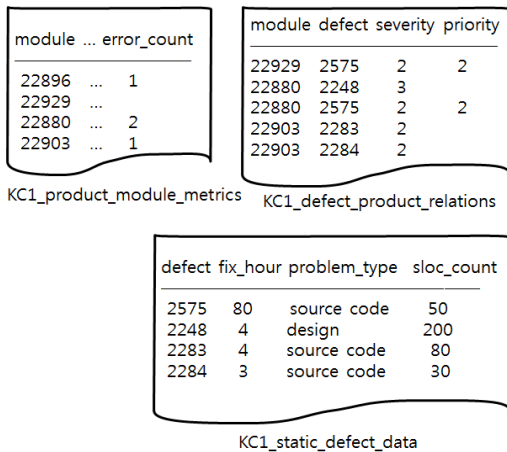 module ... error_count
22896 ... 1
22929 ...
22880 ... 2
22903 ... 1
KC1_product_module_metrics
module defect severity priority
22929 2575 2 2
22880 2248 3
22880 2575 2 2
22903 2283 2
22903 2284 2
KC1_defect_product_relations
defect fix_hour problem_type sloc_count
2575 80 source code 50
2248 4 design 200
2283 4 source code 80
2284 3 source code 30
KC1_static_defect_data